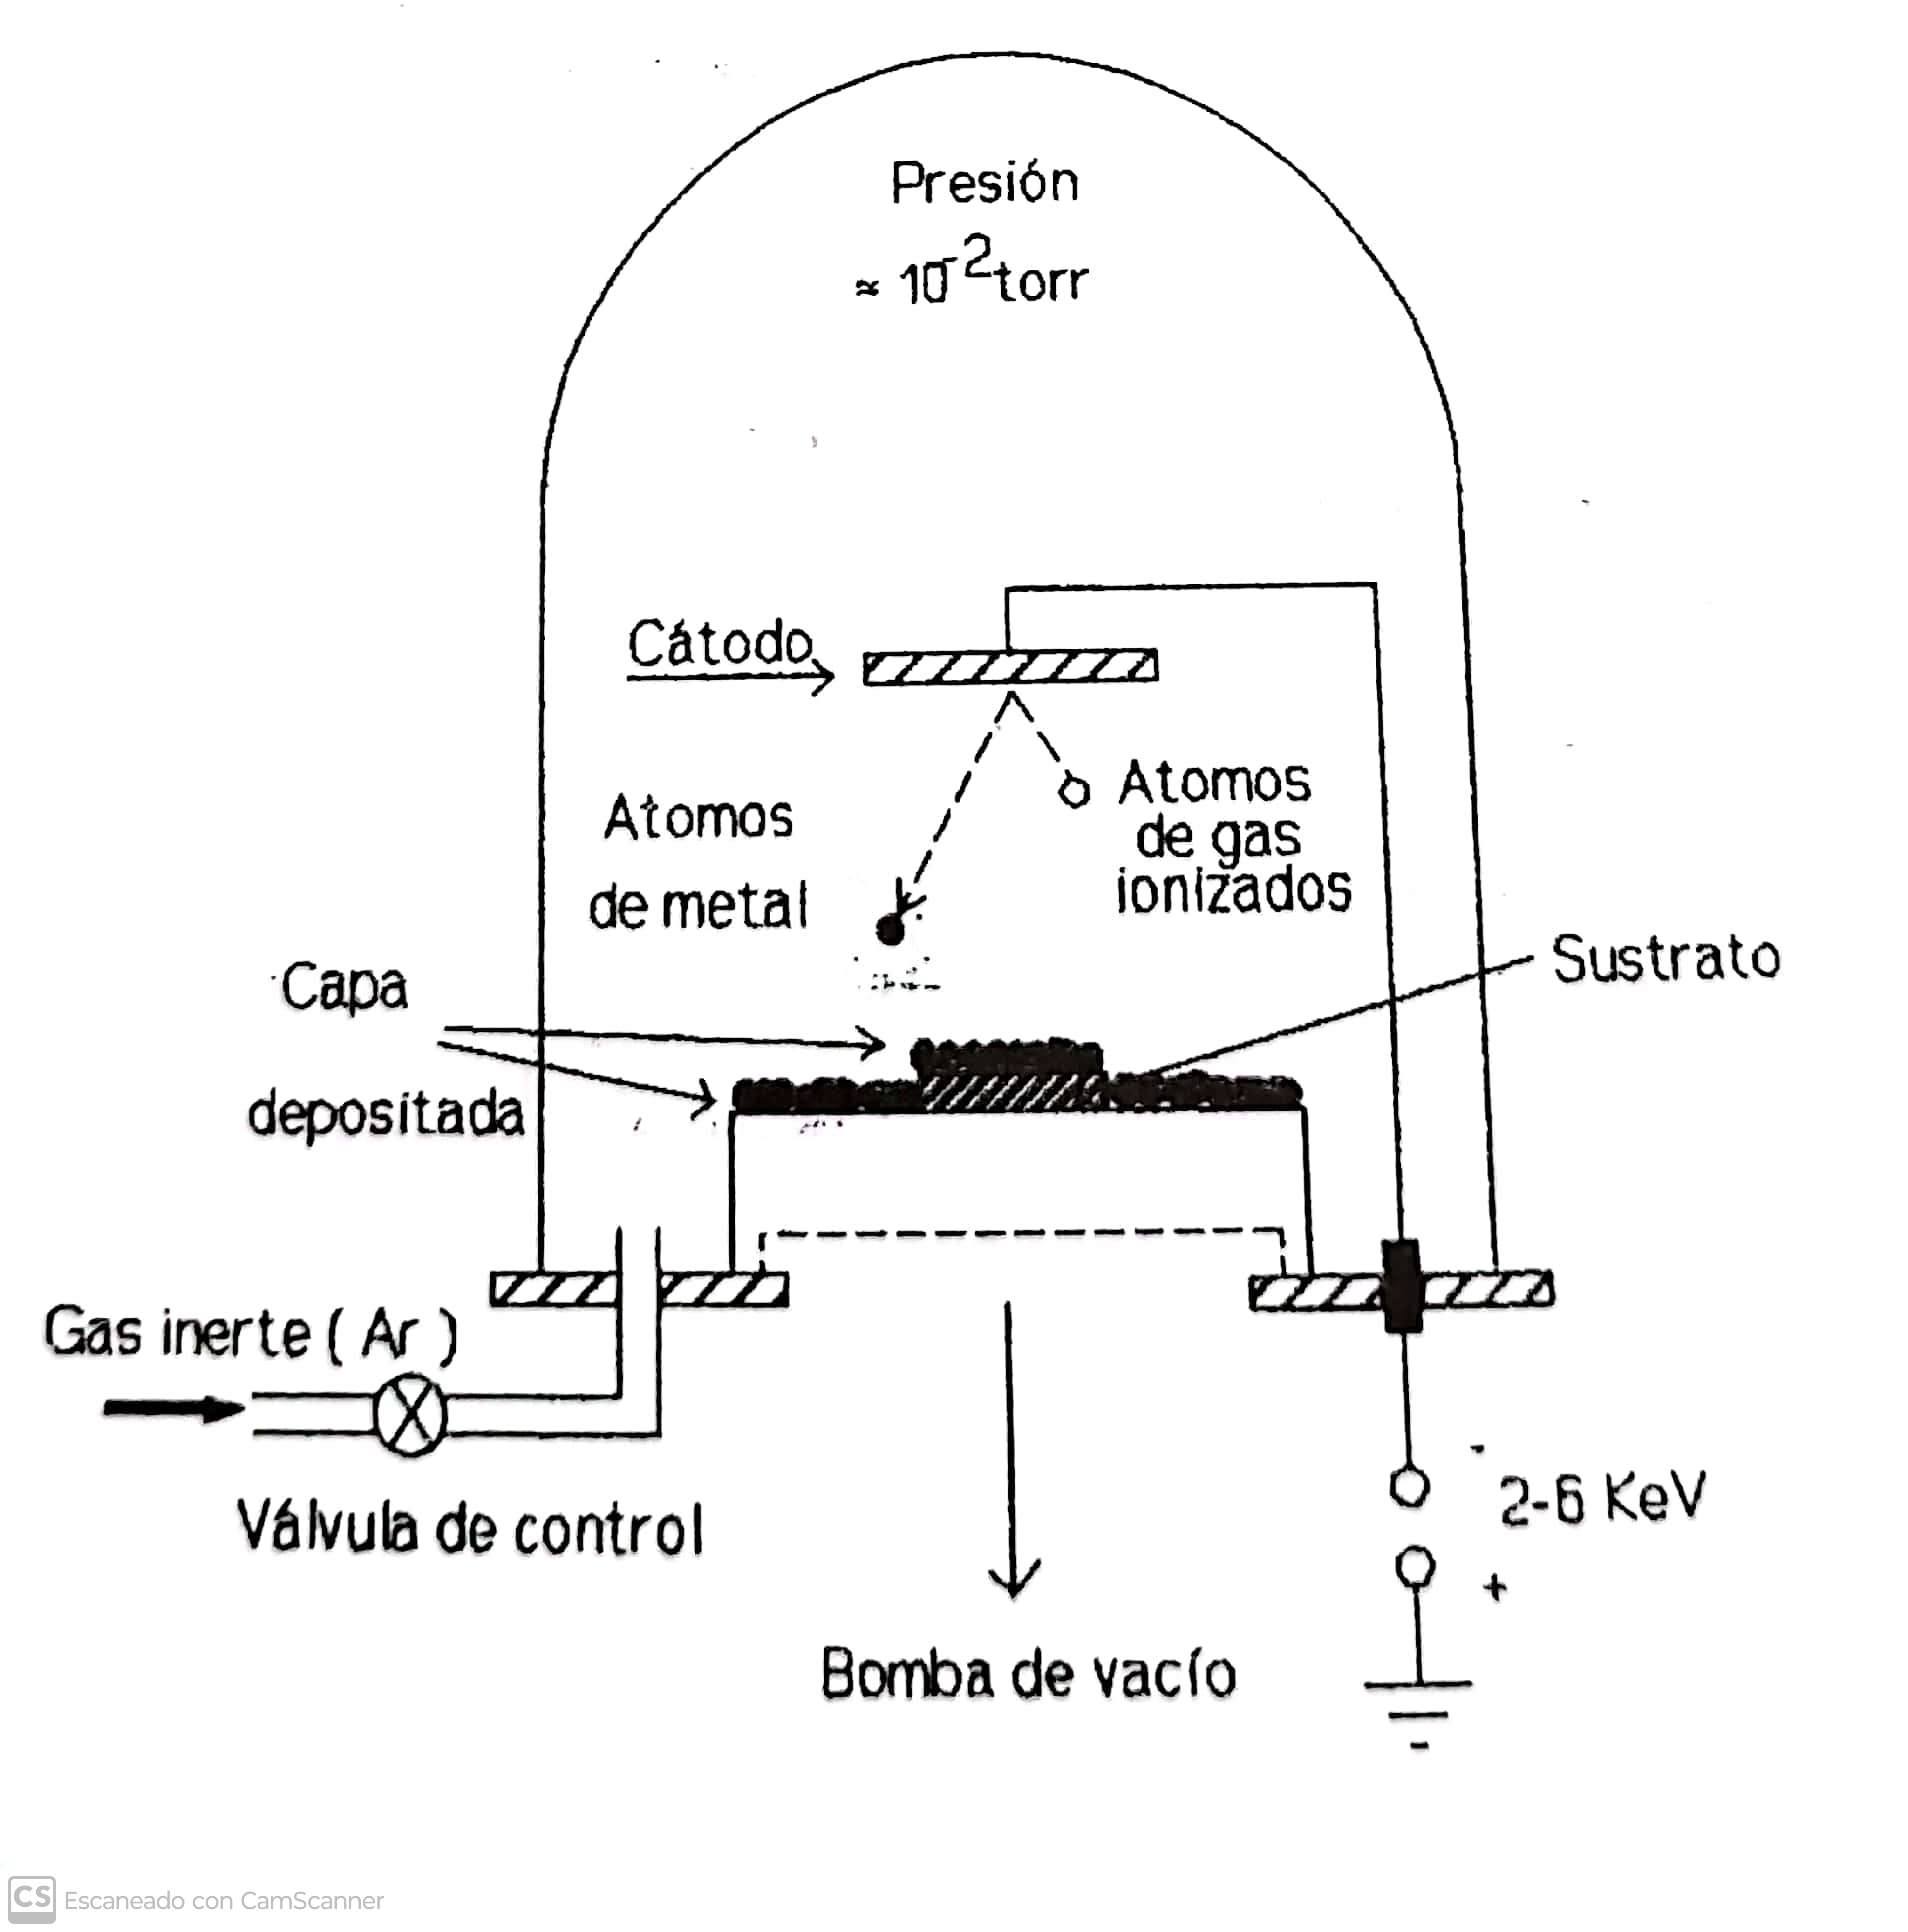 Presión
≈ 10⁻² torr
Cátodo
Atomos
de metal
Atomos
de gas
ionizados
Sustrato
Capa
depositada
Gas inerte ( Ar )
Válvula de control
- 2-6 KeV
+
Bomba de vacío
CS Escaneado con CamScanner